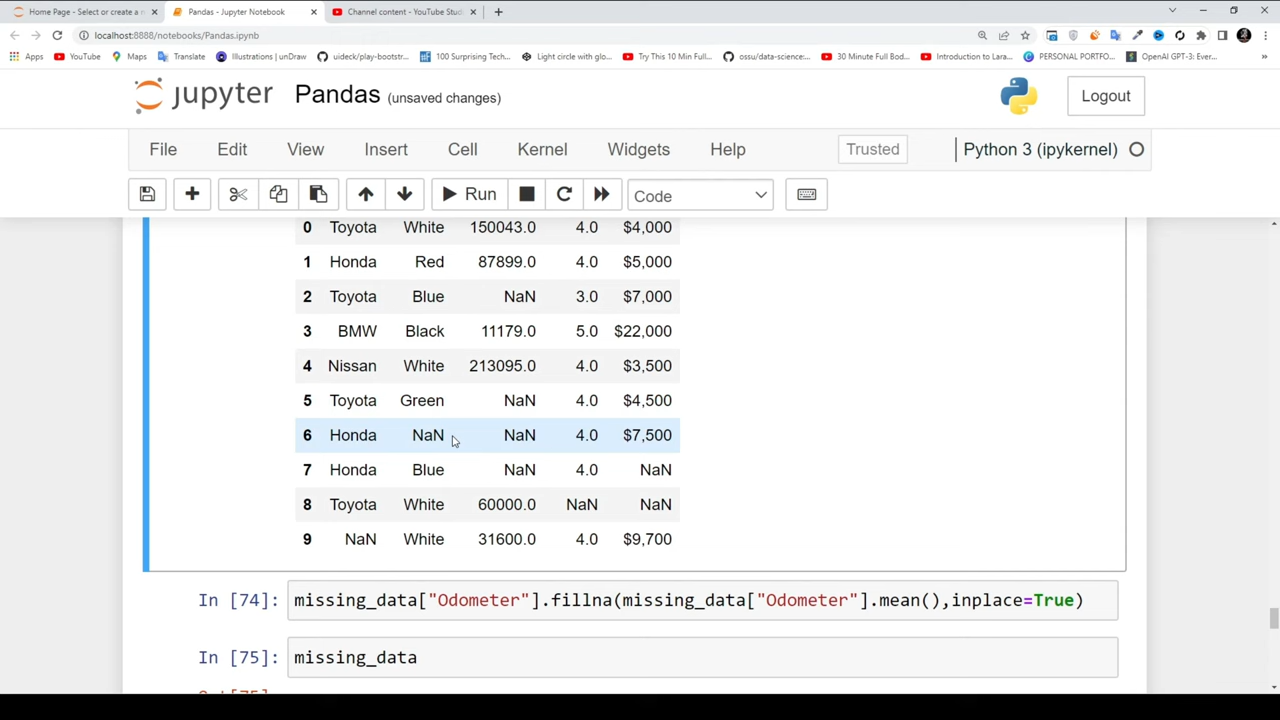 Home Page - Select or create a n
Pandas - Jupyter Notebook
Channel content - YouTube Stud
localhost:8888/notebooks/Pandas.ipynb
Apps YouTube Maps Translate Illustrations | unDraw uideck/play-bootstr... 100 Surprising Tech... Light circle with glo... Try This 10 Min Full... ossu/data-science:... 30 Minute Full Bod... Introduction to Lara... PERSONAL PORTFO... OpenAI GPT-3: Ever...
jupyter Pandas (unsaved changes) Logout
File Edit View Insert Cell Kernel Widgets Help Trusted Python 3 (ipykernel)
Run Code
0 Toyota White 150043.0 4.0 $4,000
1 Honda Red 87899.0 4.0 $5,000
2 Toyota Blue NaN 3.0 $7,000
3 BMW Black 11179.0 5.0 $22,000
4 Nissan White 213095.0 4.0 $3,500
5 Toyota Green NaN 4.0 $4,500
6 Honda NaN NaN 4.0 $7,500
7 Honda Blue NaN 4.0 NaN
8 Toyota White 60000.0 NaN NaN
9 NaN White 31600.0 4.0 $9,700
In [74]: missing_data["Odometer"].fillna(missing_data["Odometer"].mean(),inplace=True)
In [75]: missing_data